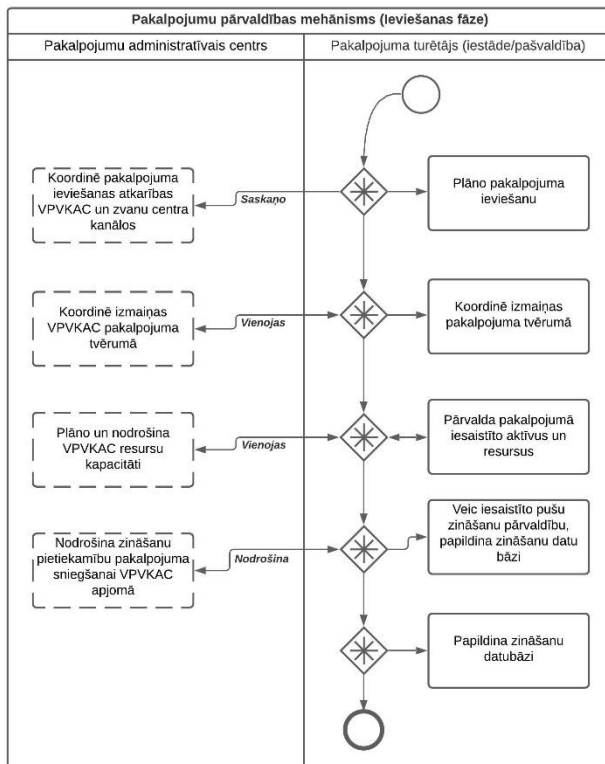 Pakalpojumu pārvaldības mehānisms (Ieviešanas fāze)
Pakalpojumu administratīvais centrs
Pakalpojuma turētājs (iestāde/pašvaldība)
Koordinē pakalpojuma
ieviešanas atkarības
VPVKAC un zvanu centra
kanālos
Saskaņo
Plāno pakalpojuma
ieviešanu
Koordinē izmaiņas
VPVKAC pakalpojuma
tvērumā
Vienojas
Koordinē izmaiņas
pakalpojuma tvērumā
Plāno un nodrošina
VPVKAC resursu
kapacitāti
Vienojas
Pārvalda pakalpojumā
iesaistīto aktīvus un
resursus
Nodrošina zināšanu
pietiekamību pakalpojuma
sniegšanai VPVKAC
apjomā
Nodrošina
Veic iesaistīto pušu
zināšanu pārvaldību,
papildina zināšanu datu
bāzi
Papildina zināšanu
datubāzi